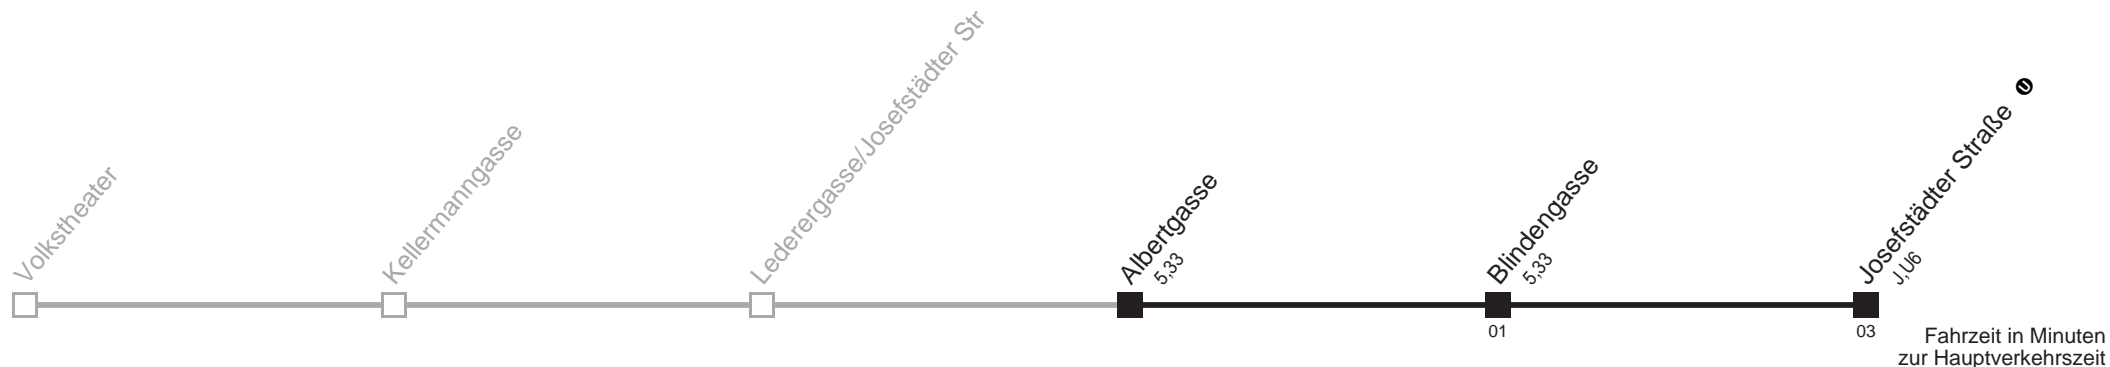 Volkstheater
Kellermanngasse
Lederergasse/Josefstädter Str
Albertgasse
5,33
Blindengasse
5,33
Josefstädter Straße U
J,U6
01
03
Fahrzeit in Minuten
zur Hauptverkehrszeit